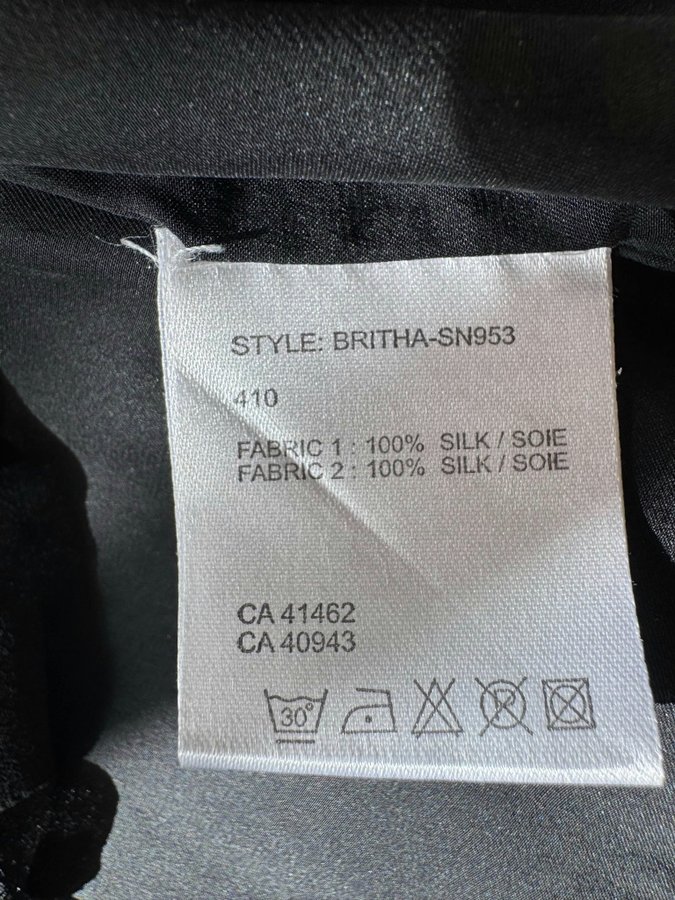 STYLE: BRITHA-SN953
410
FABRIC 1 : 100% SILK / SOIE
FABRIC 2 : 100% SILK / SOIE
CA 41462
CA 40943
30°